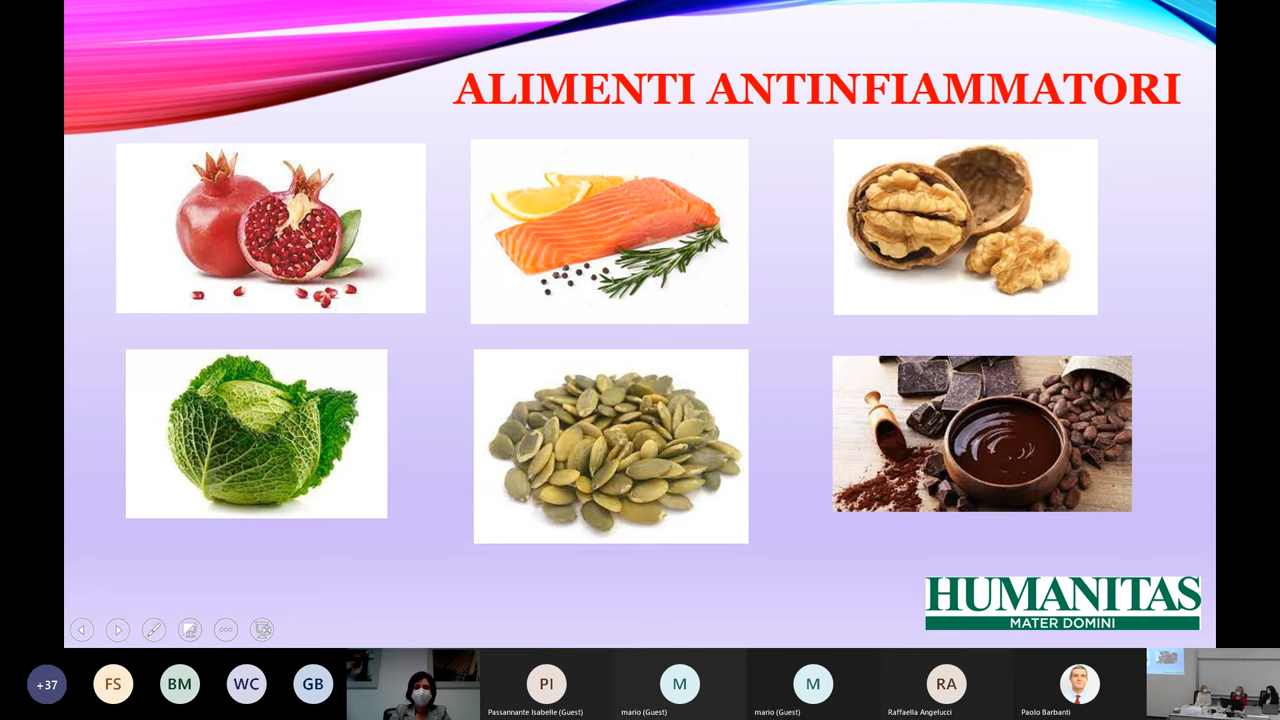 ALIMENTI ANTINFIAMMATORI
HUMANITAS
MATER DOMINI
+37
FS
BM
WC
GB
PI
M
M
RA
Passannante Isabelle (Guest)
mario (Guest)
mario (Guest)
Raffaella Angelucci
Paolo Barbanti